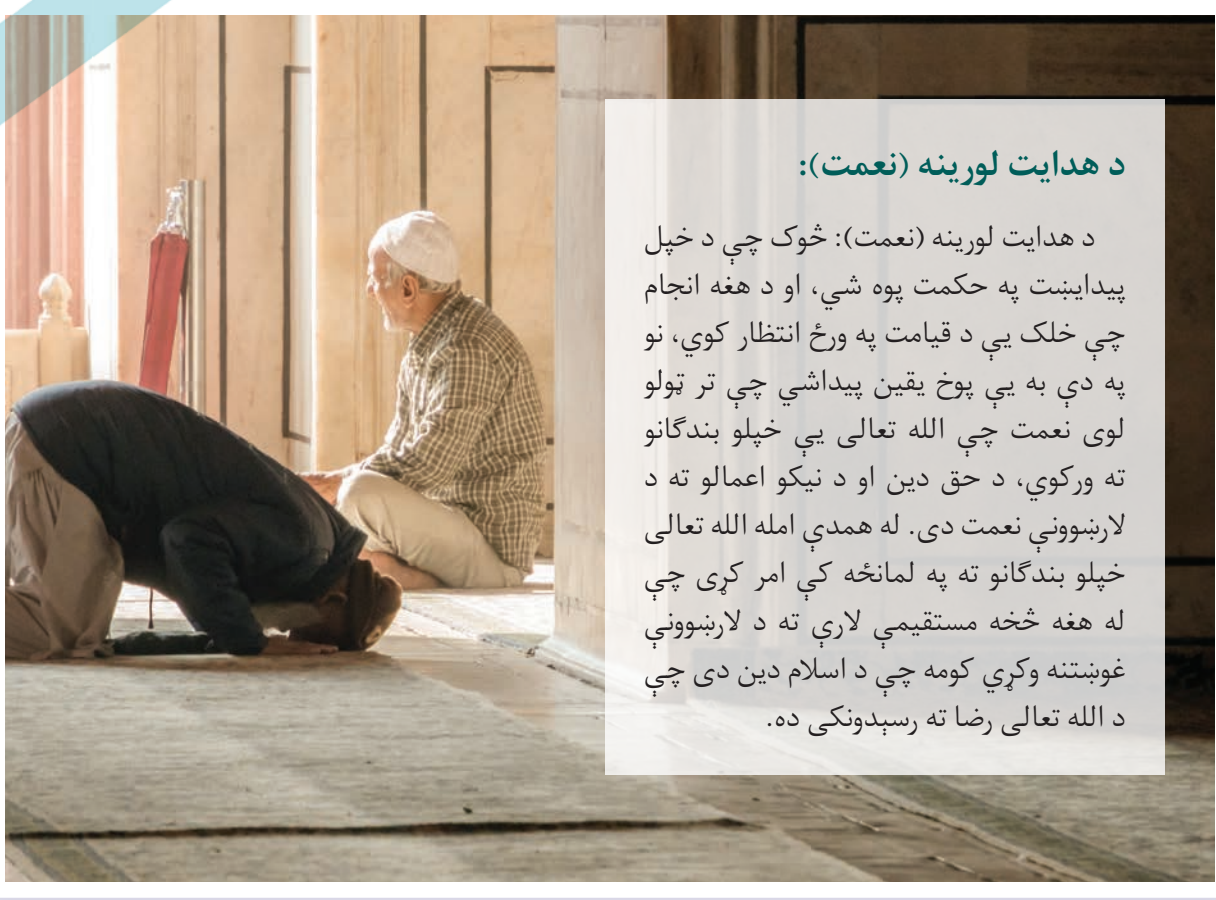 د هدایت لورینه (نعمت):
د هدایت لورینه (نعمت): څوک چې د خپل
پیدایښت په حکمت پوه شي، او د هغه انجام
چې خلک یې د قیامت په ورځ انتظار کوي، نو
په دې به یې پوخ یقین پیداشي چې تر ټولو
لوی نعمت چې الله تعالی یې خپلو بندگانو
ته ورکوي، د حق دین او د نیکو اعمالو ته د
لارښوونې نعمت دی. له همدې امله الله تعالی
خپلو بندگانو ته په لمانځه کې امر کړی چې
له هغه څخه مستقیمې لارې ته د لارښوونې
غوښتنه وکړي کومه چې د اسلام دین دی چې
د الله تعالی رضا ته رسېدونکی ده.